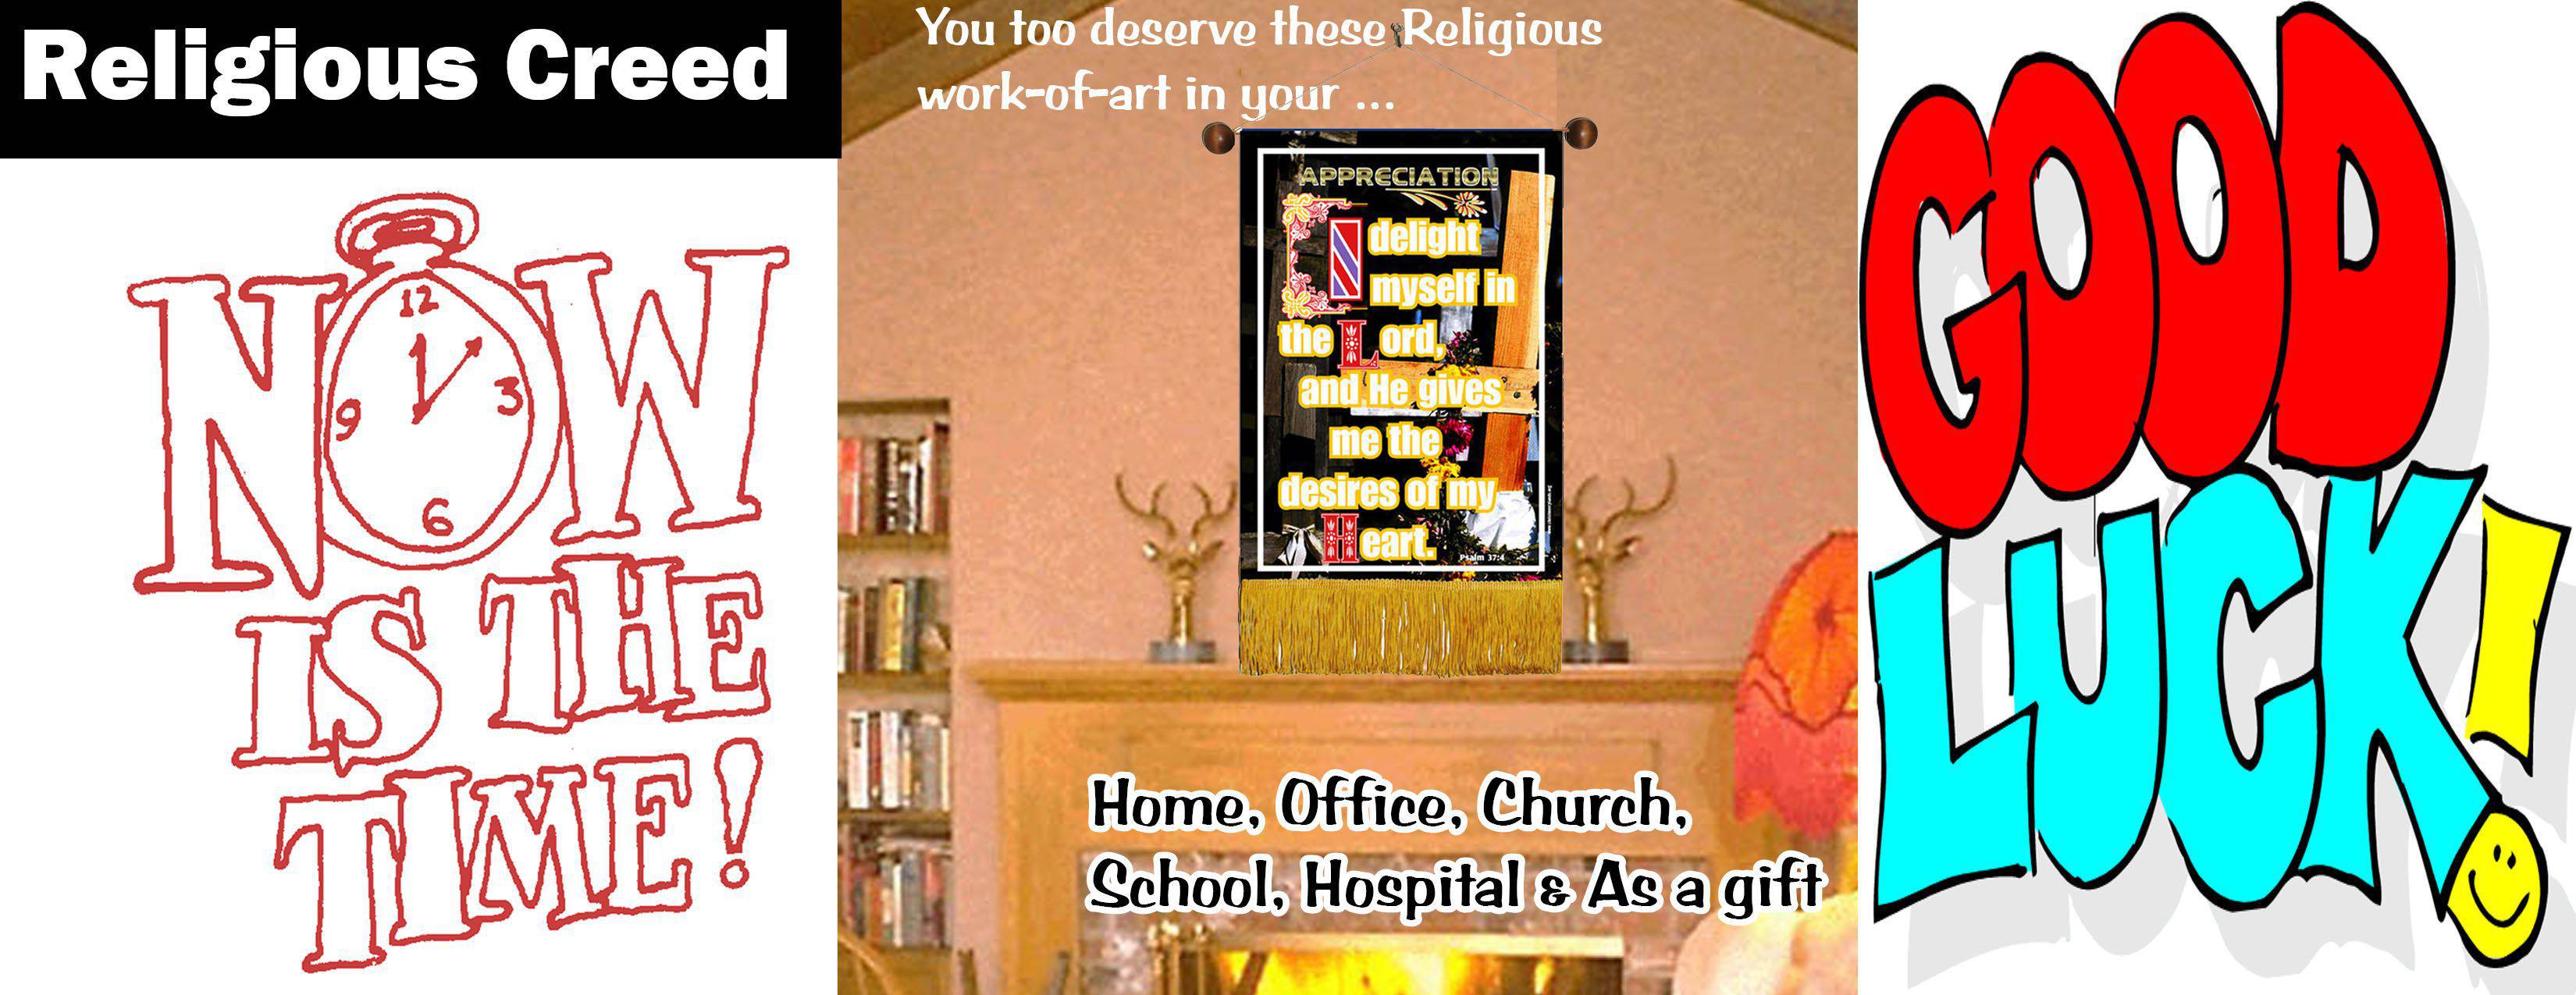 Religious Creed
NOW
12
3
6
9
IS THE
TIME!
You too deserve these Religious
work-of-art in your ...
APPRECIATION
I delight
myself in
the Lord,
and He gives
me the
desires of my
Heart.
Psalm 37:4
Home, Office, Church,
School, Hospital & As a gift
GOOD
LUCK!